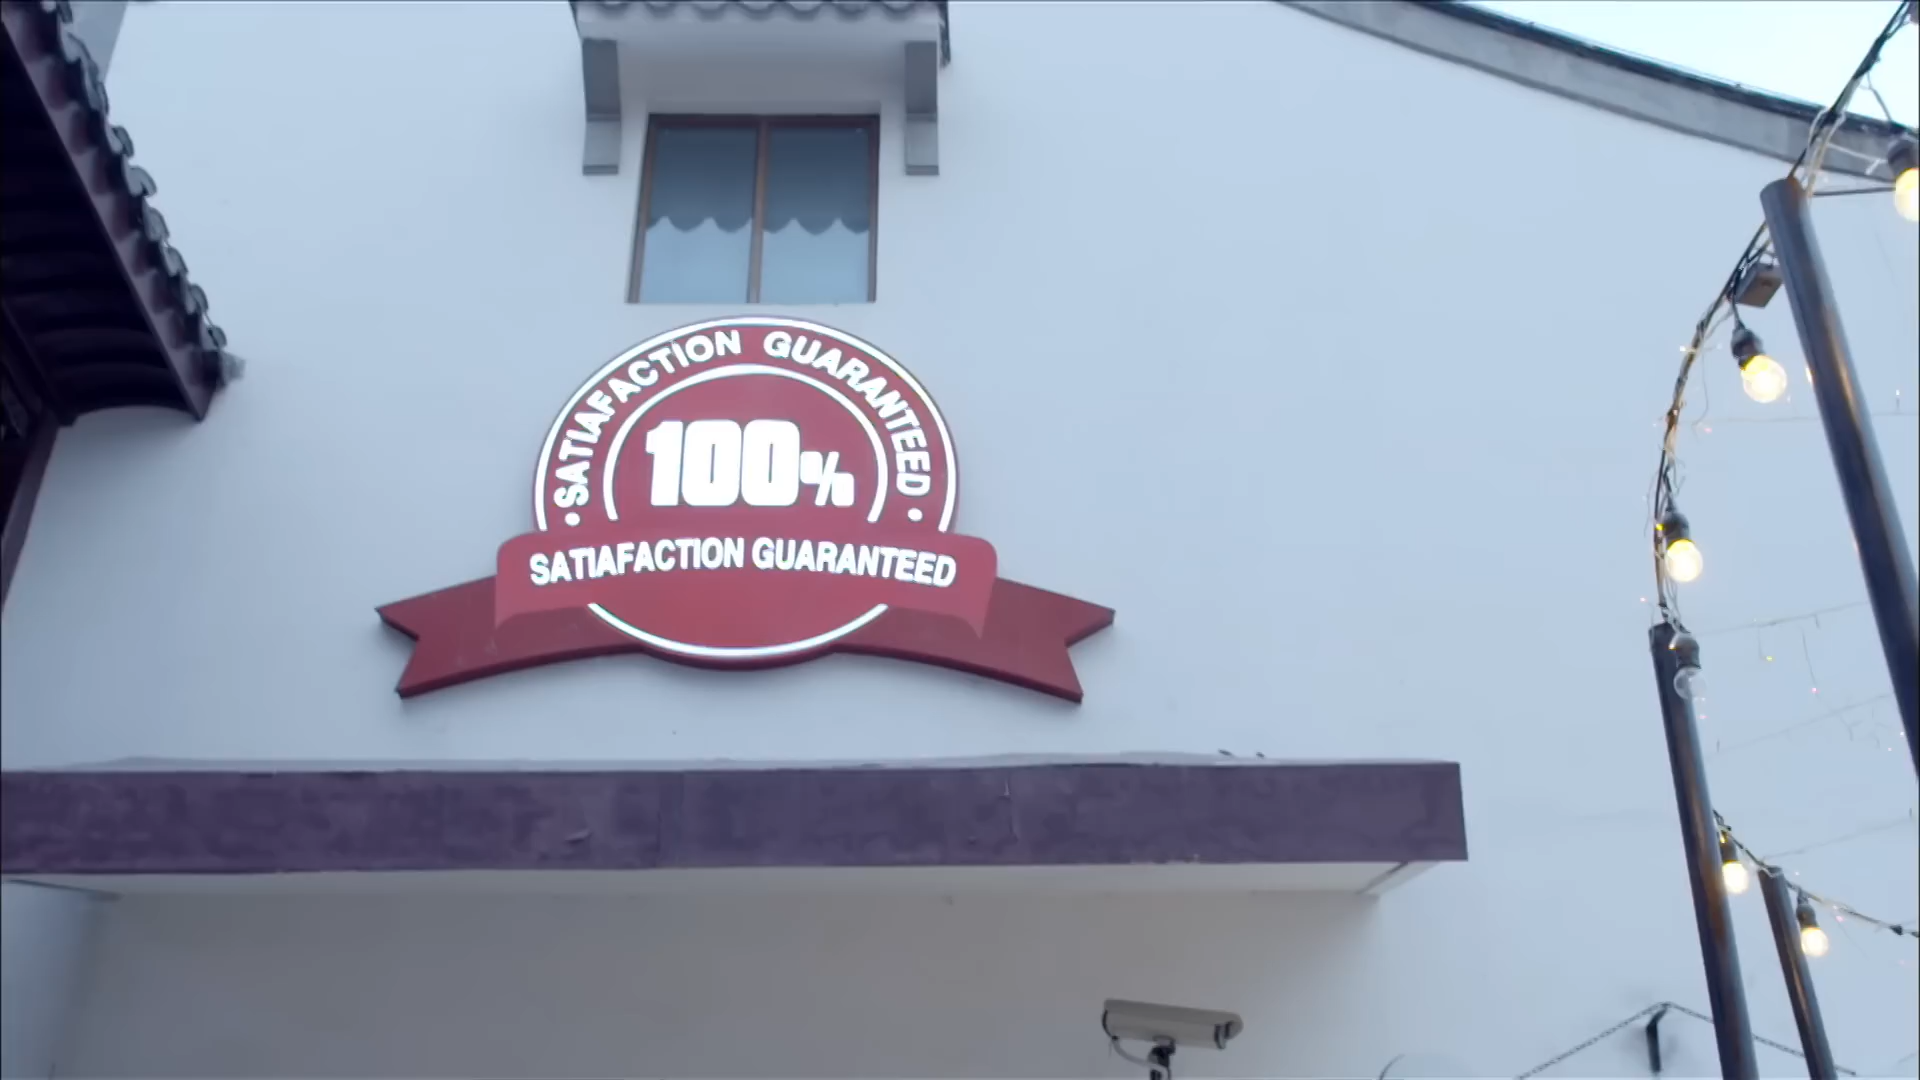 • SATIAFACTION GUARANTEED •
100%
SATIAFACTION GUARANTEED